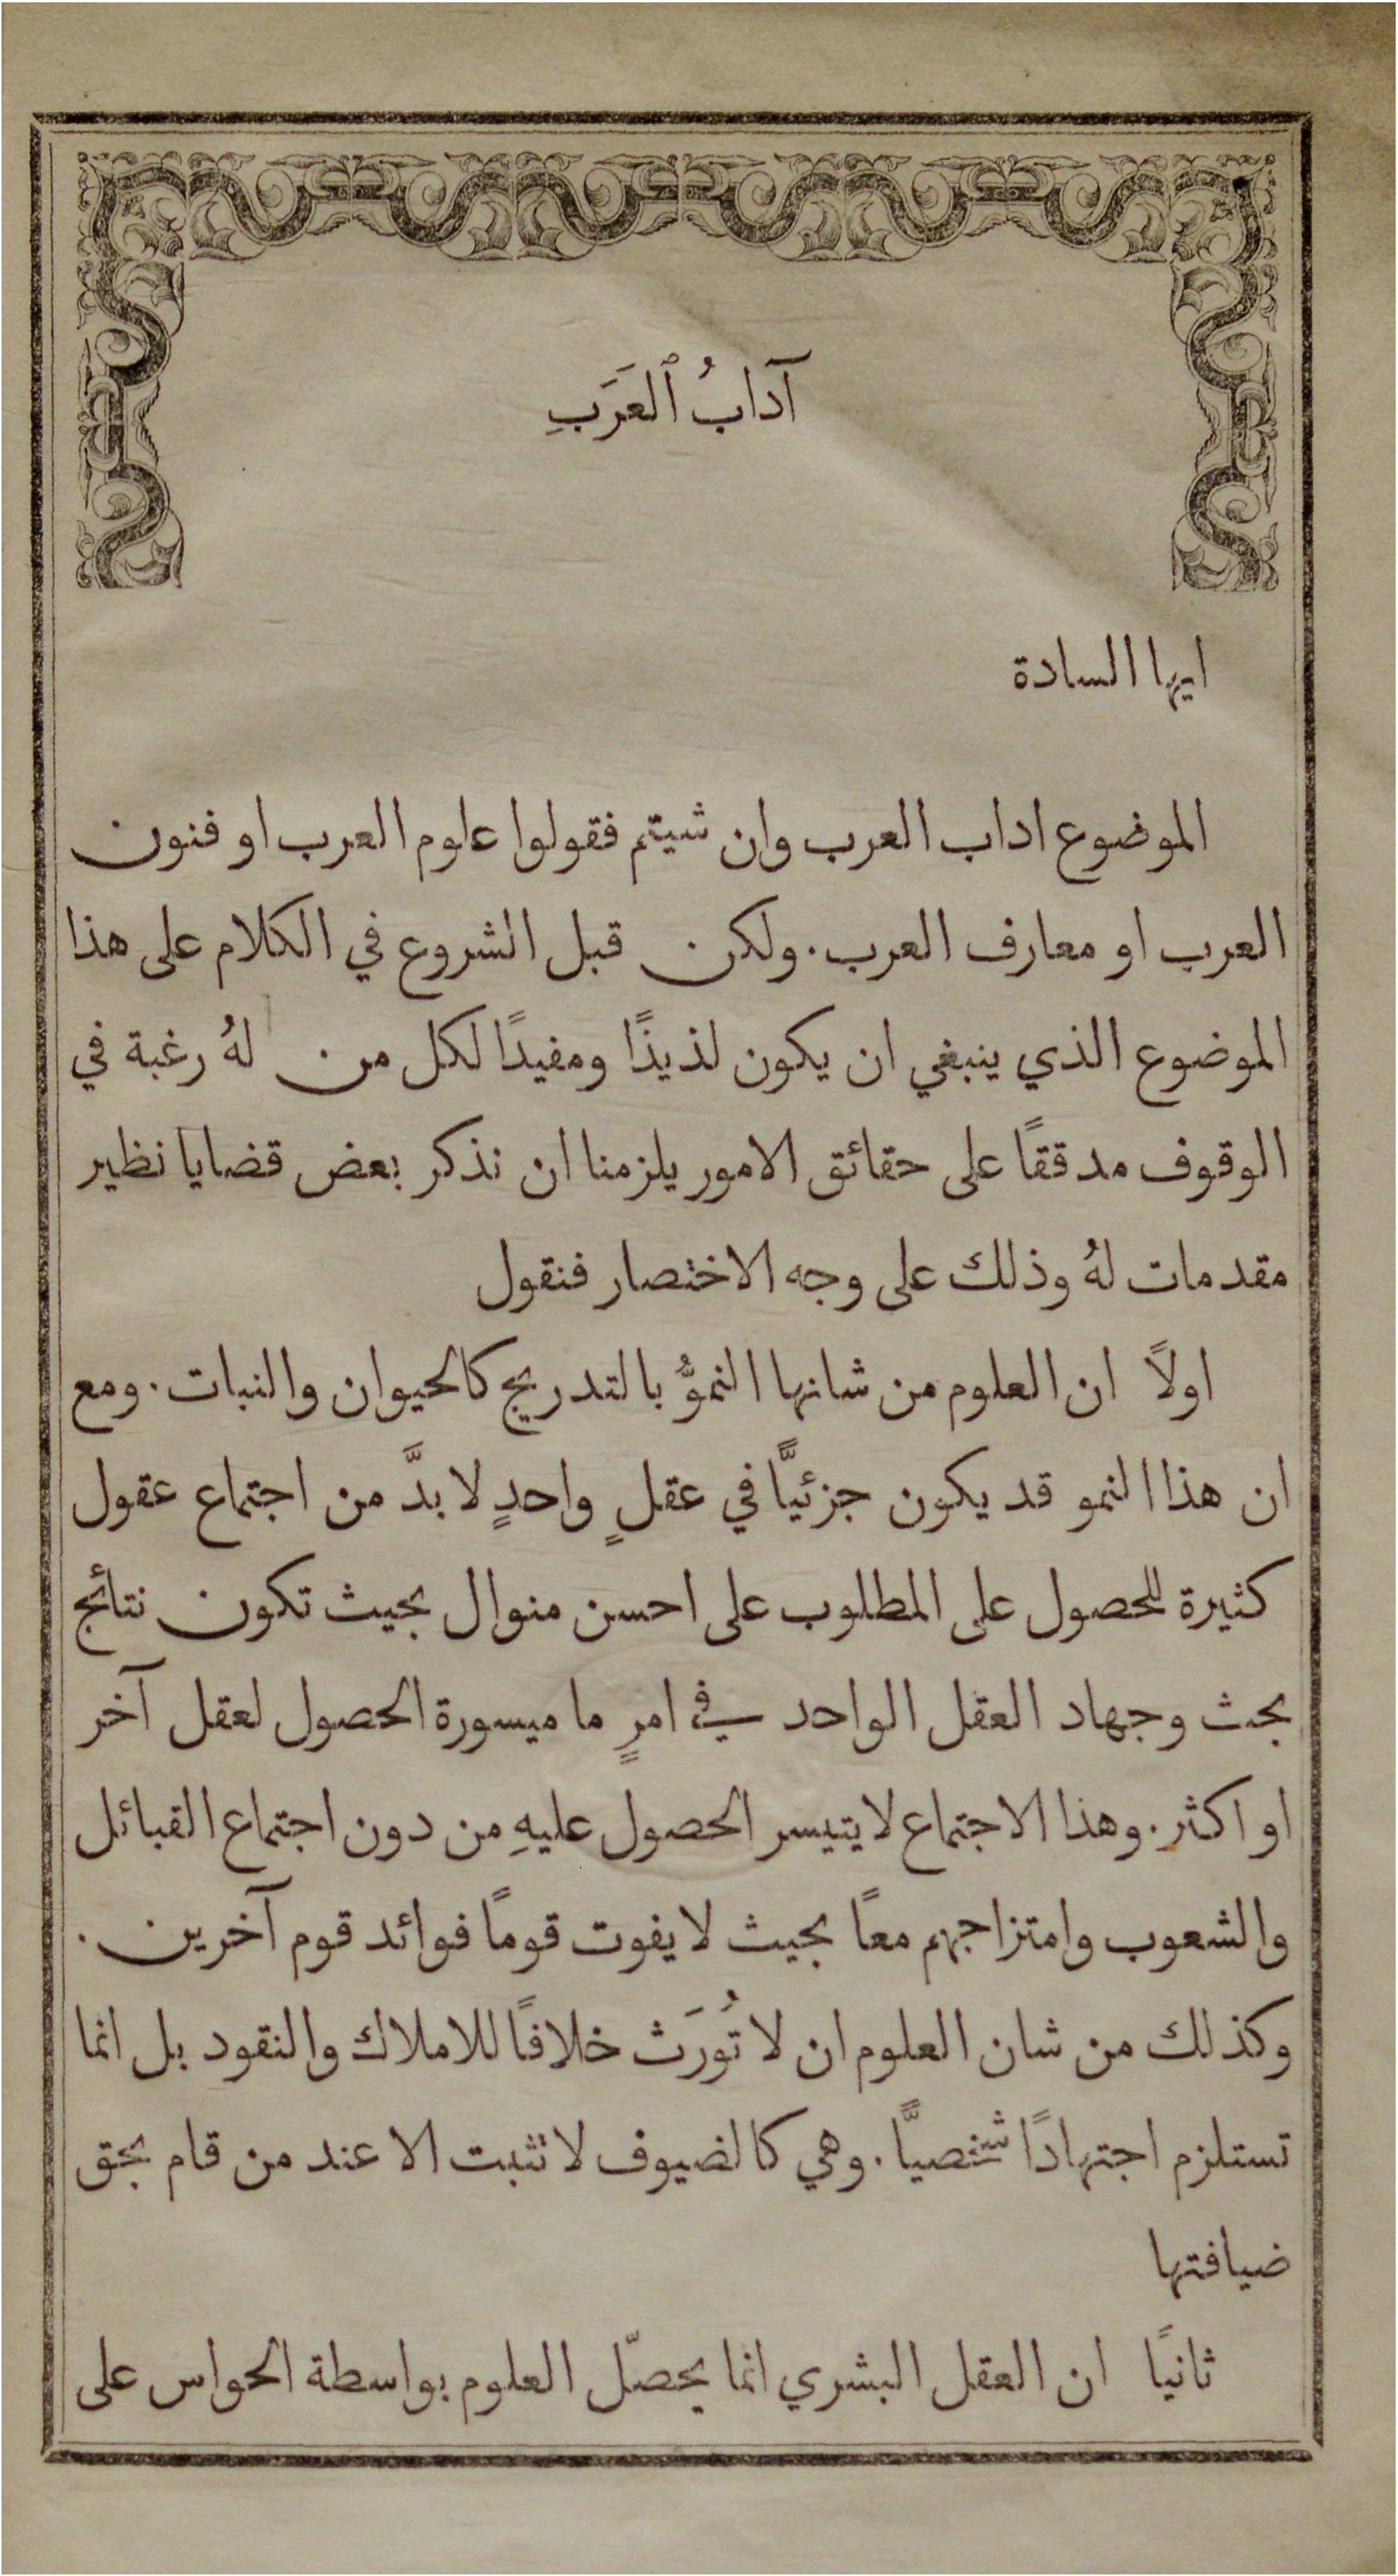 آدابُ ٱلعَرَبِ
ايها السادة
الموضوع اداب العرب وان شيتم فقولوا علوم العرب او فنون
العرب او معارف العرب. ولكن قبل الشروع في الكلام على هذا
الموضوع الذي ينبغي ان يكون لذيذًا ومفيدًا لكل من لهُ رغبة في
الوقوف مدققًا على حقائق الامور يلزمنا ان نذكر بعض قضايا نظير
مقدمات لهُ وذلك على وجه الاختصار فنقول
اولاً ان العلوم من شانها النموُّ بالتدريج كالحيوان والنبات. ومع
ان هذا النمو قد يكون جزئيًّا في عقلٍ واحدٍ لا بدَّ من اجتماع عقول
كثيرة للحصول على المطلوب على احسن منوال بحيث تكون نتائج
بحث وجهاد العقل الواحد في امرٍ ما ميسورة الحصول لعقل آخر
او اكثر. وهذا الاجتماع لا يتيسر الحصول عليهِ من دون اجتماع القبائل
والشعوب وامتزاجهم معًا بحيث لا يفوت قومًا فوائد قوم آخرين.
وكذلك من شان العلوم ان لا تُورَث خلافًا للاملاك والنقود بل انما
تستلزم اجتهادًا شخصيًّا. وهي كالضيوف لا تثبت الا عند من قام بحق
ضيافتها
ثانيًا ان العقل البشري انما يحصّل العلوم بواسطة الحواس على